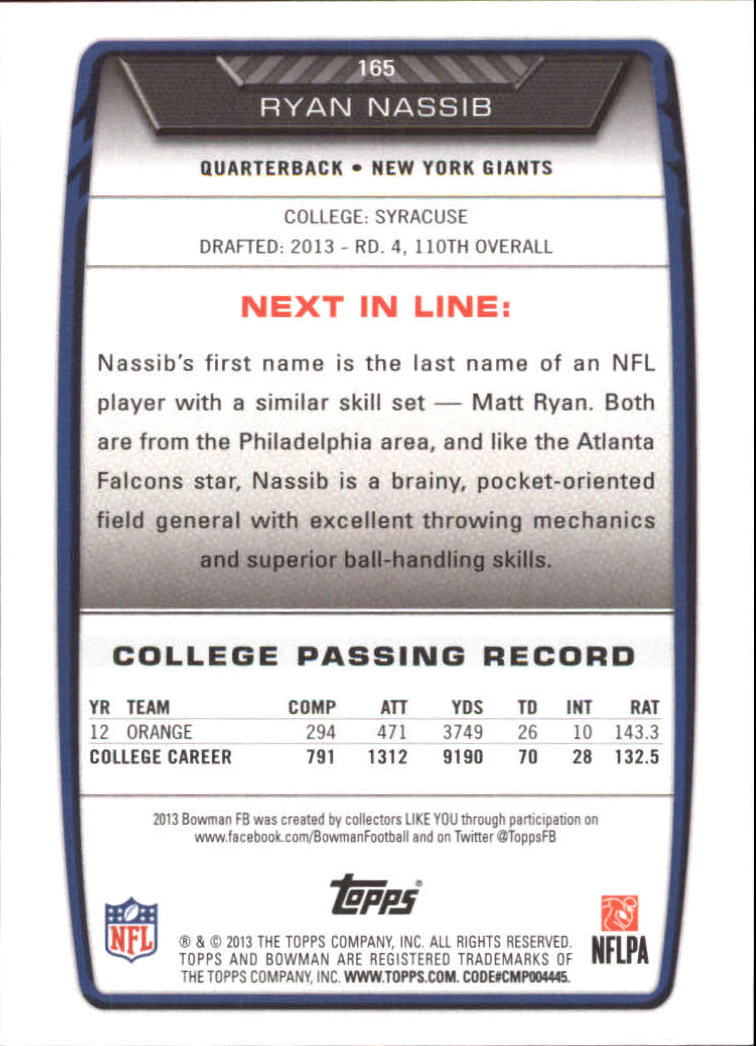 165
RYAN NASSIB
QUARTERBACK • NEW YORK GIANTS
COLLEGE: SYRACUSE
DRAFTED: 2013 - RD. 4, 110TH OVERALL
NEXT IN LINE:
Nassib's first name is the last name of an NFL
player with a similar skill set — Matt Ryan. Both
are from the Philadelphia area, and like the Atlanta
Falcons star, Nassib is a brainy, pocket-oriented
field general with excellent throwing mechanics
and superior ball-handling skills.
COLLEGE PASSING RECORD
YR TEAM COMP ATT YDS TD INT RAT
12 ORANGE 294 471 3749 26 10 143.3
COLLEGE CAREER 791 1312 9190 70 28 132.5
2013 Bowman FB was created by collectors LIKE YOU through participation on
www.facebook.com/BowmanFootball and on Twitter @ToppsFB
topps®
NFL
NFLPA
® & © 2013 THE TOPPS COMPANY, INC. ALL RIGHTS RESERVED.
TOPPS AND BOWMAN ARE REGISTERED TRADEMARKS OF
THE TOPPS COMPANY, INC. WWW.TOPPS.COM. CODE#CMP004445.